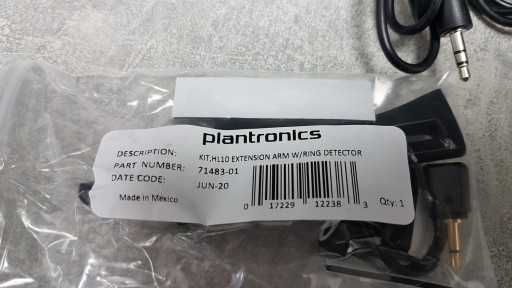 plantronics
DESCRIPTION: KIT,HL10 EXTENSION ARM W/RING DETECTOR
PART NUMBER: 71483-01
DATE CODE: JUN-20
Made in Mexico
0 17229 12238 3
Qty: 1